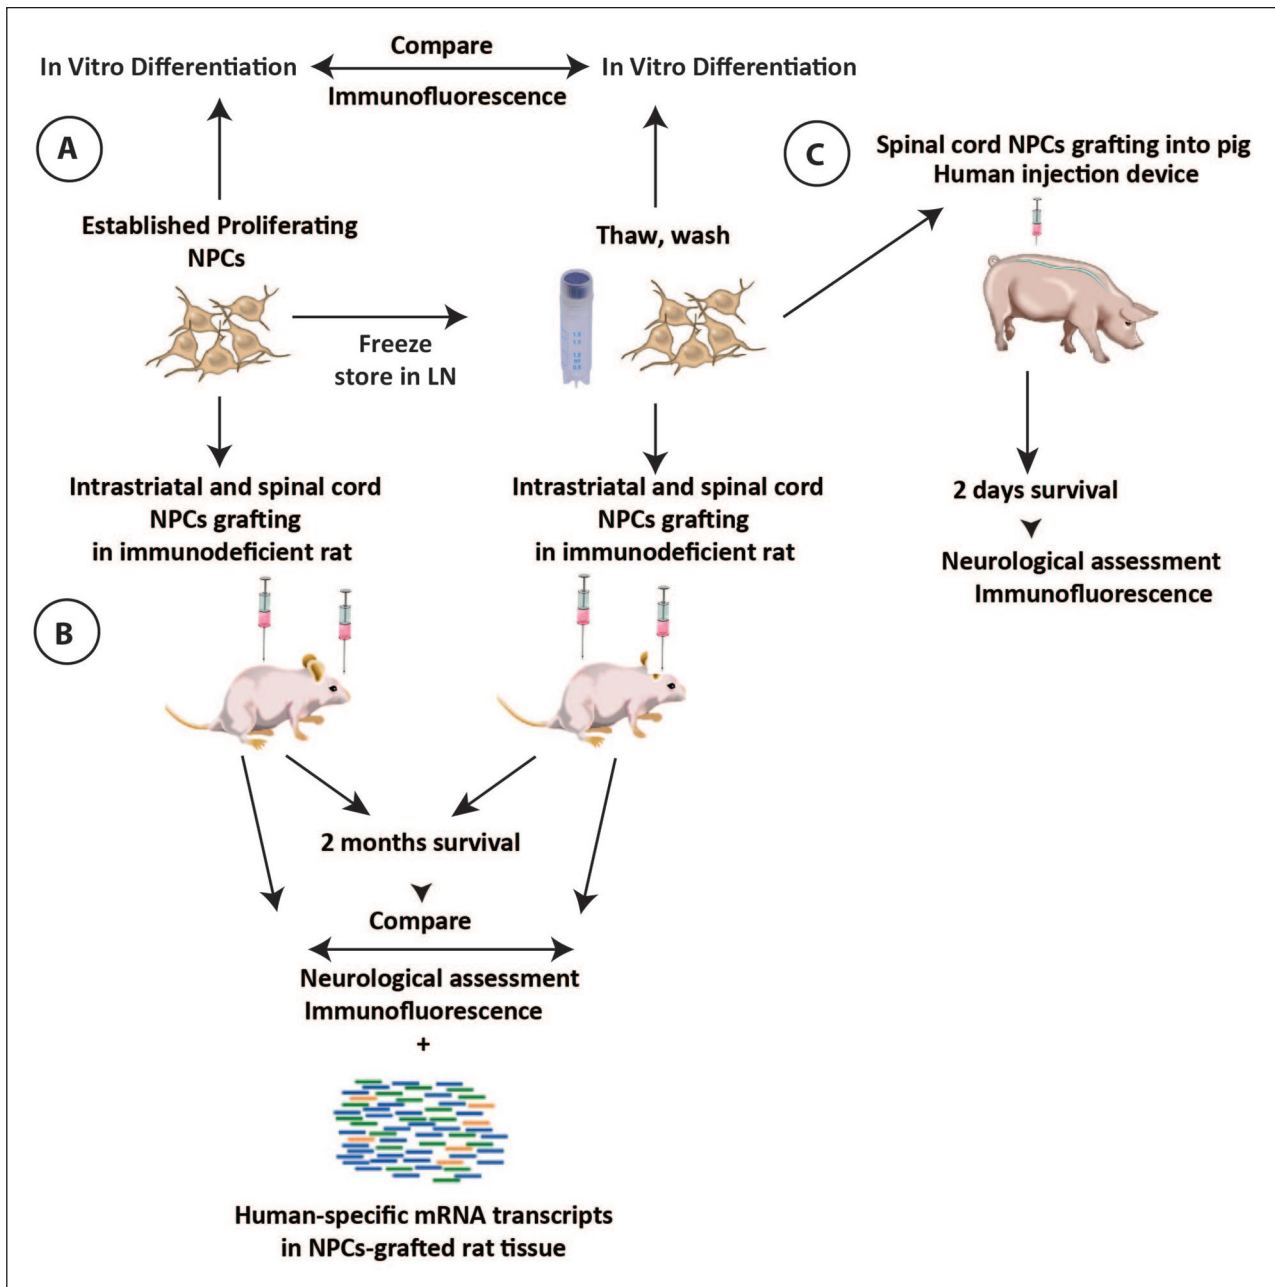 Compare
In Vitro Differentiation
In Vitro Differentiation
Immunofluorescence
A
C
Spinal cord NPCs grafting into pig
Human injection device
Established Proliferating
NPCs
Thaw, wash
Freeze
store in LN
Intrastriatal and spinal cord
NPCs grafting
in immunodeficient rat
Intrastriatal and spinal cord
NPCs grafting
in immunodeficient rat
2 days survival
Neurological assessment
Immunofluorescence
B
2 months survival
Compare
Neurological assessment
Immunofluorescence
+
Human-specific mRNA transcripts
in NPCs-grafted rat tissue